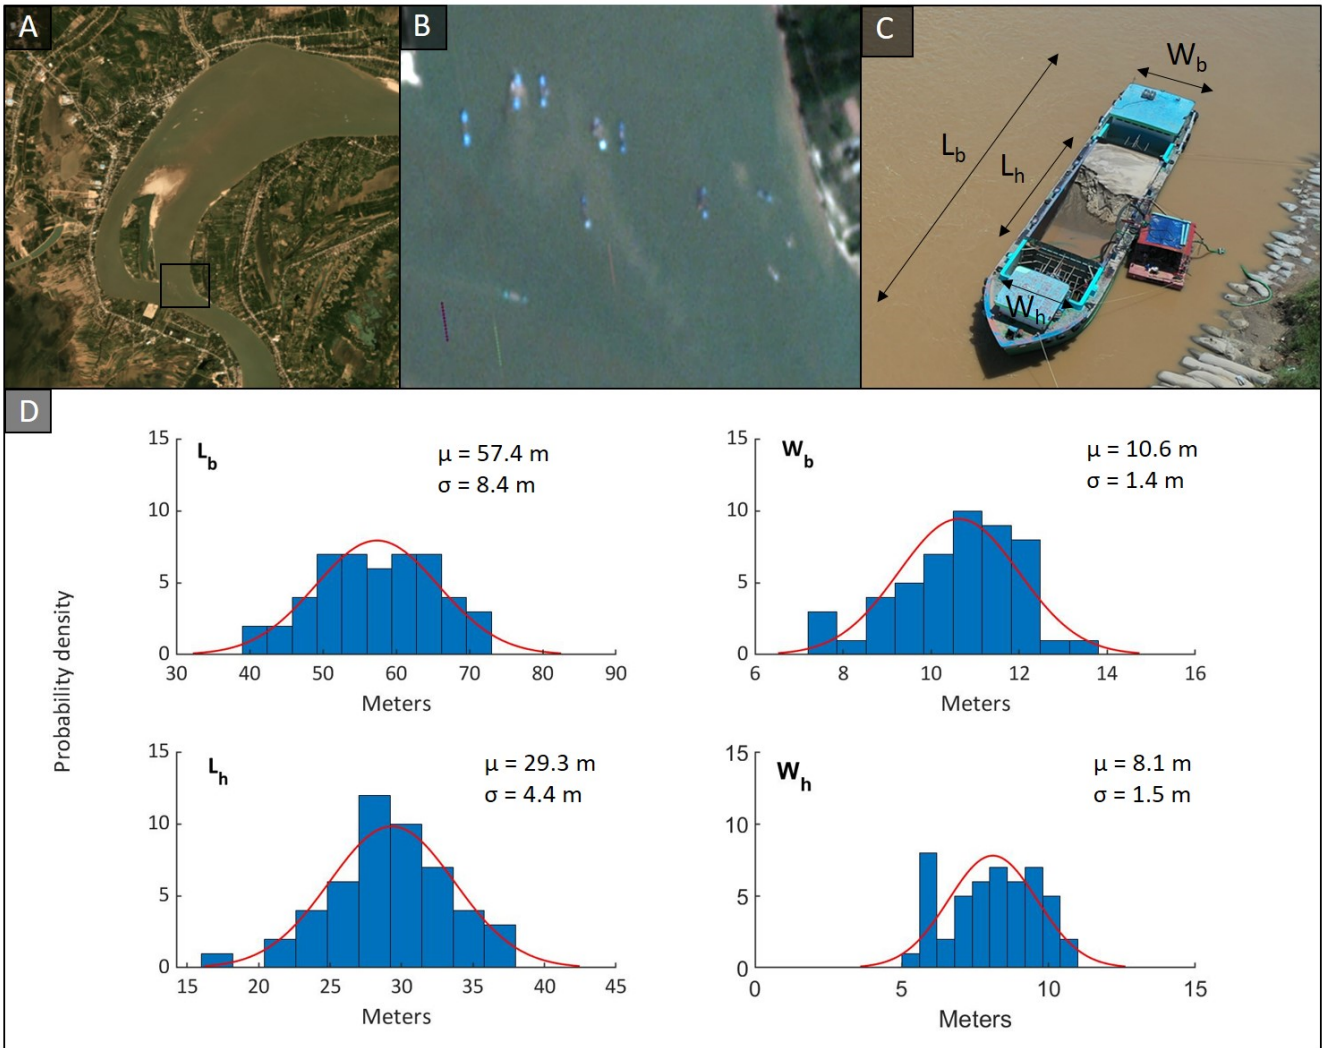 A
B
C
Wb
Lb
Lh
Wh
D
Probability density
Lb
μ = 57.4 m
σ = 8.4 m
15
10
5
0
30 40 50 60 70 80 90
Meters
Wb
μ = 10.6 m
σ = 1.4 m
15
10
5
0
6 8 10 12 14 16
Meters
Lh
μ = 29.3 m
σ = 4.4 m
15
10
5
0
15 20 25 30 35 40 45
Meters
Wh
μ = 8.1 m
σ = 1.5 m
15
10
5
0
0 5 10 15
Meters